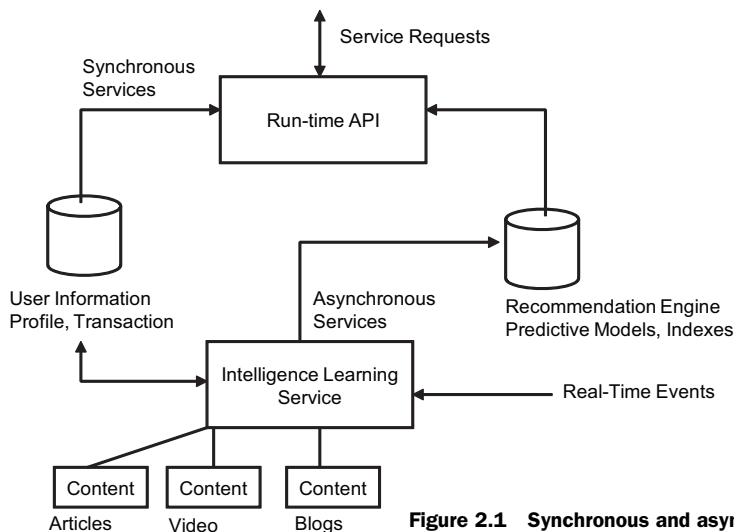 Service Requests
Synchronous
Services
Run-time API
User Information
Profile, Transaction
Asynchronous
Services
Recommendation Engine
Predictive Models, Indexes
Intelligence Learning
Service
Real-Time Events
Content
Content
Content
Articles
Video
Blogs
Figure 2.1 Synchronous and asyn